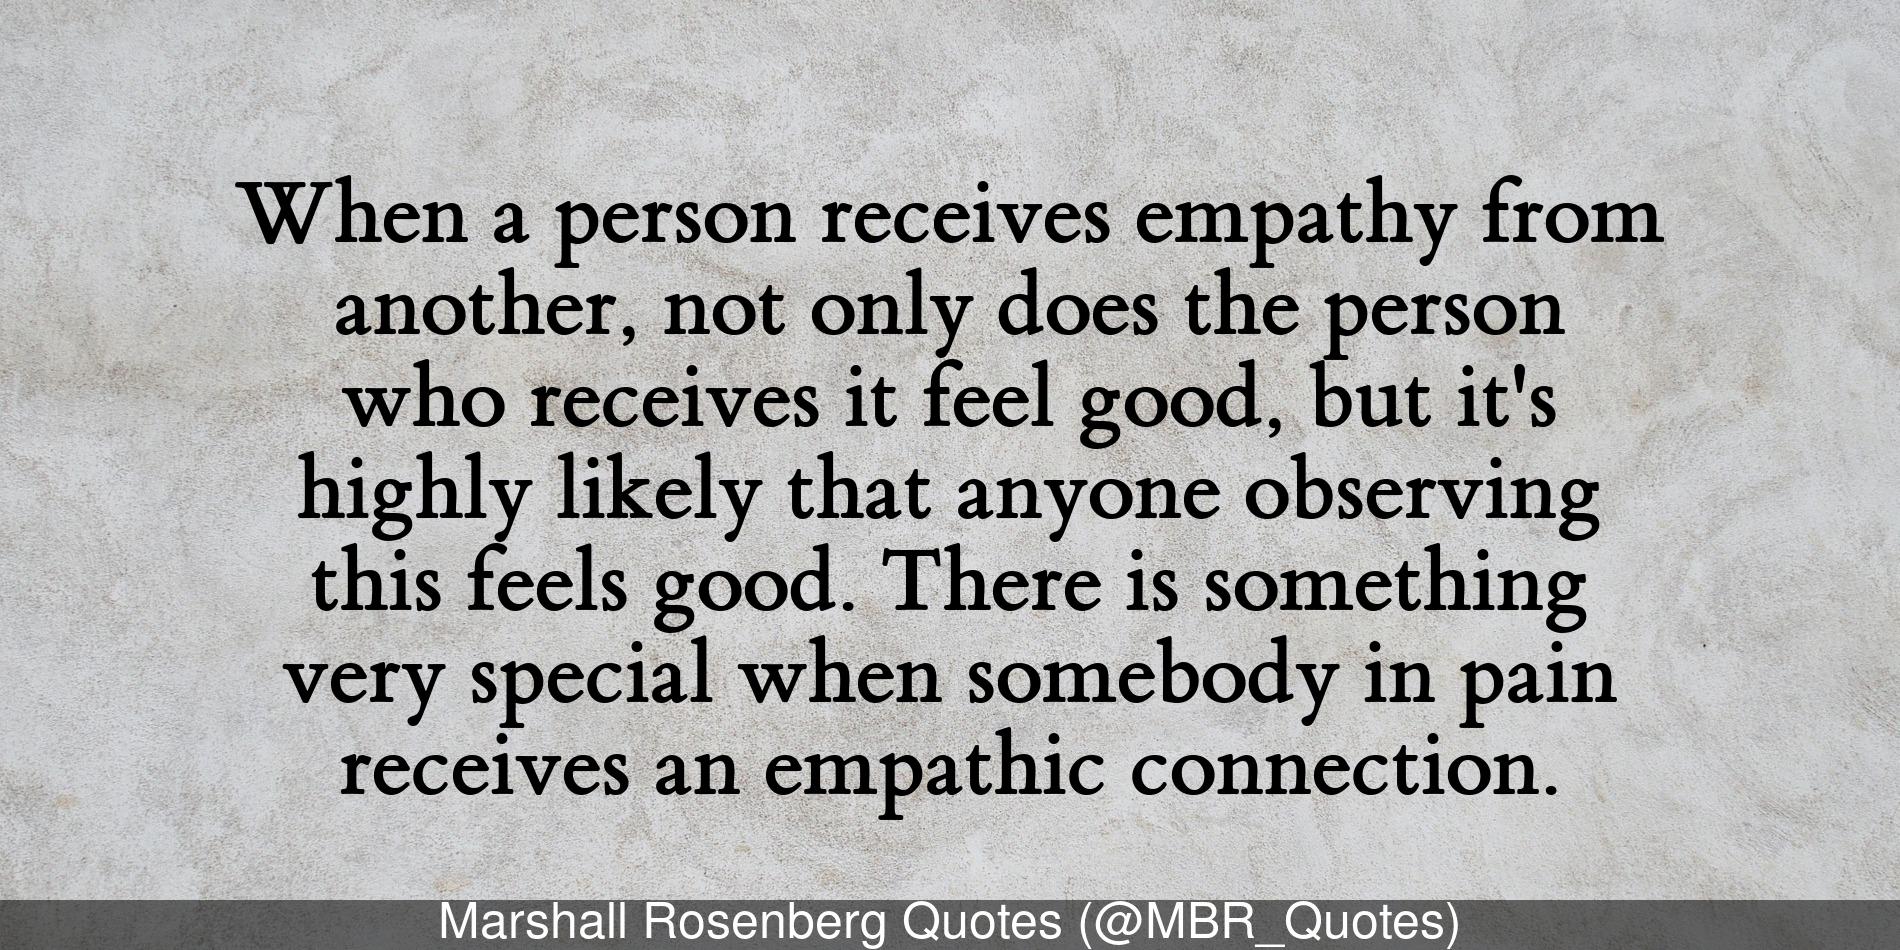 When a person receives empathy from
another, not only does the person
who receives it feel good, but it's
highly likely that anyone observing
this feels good. There is something
very special when somebody in pain
receives an empathic connection.
Marshall Rosenberg Quotes (@MBR_Quotes)